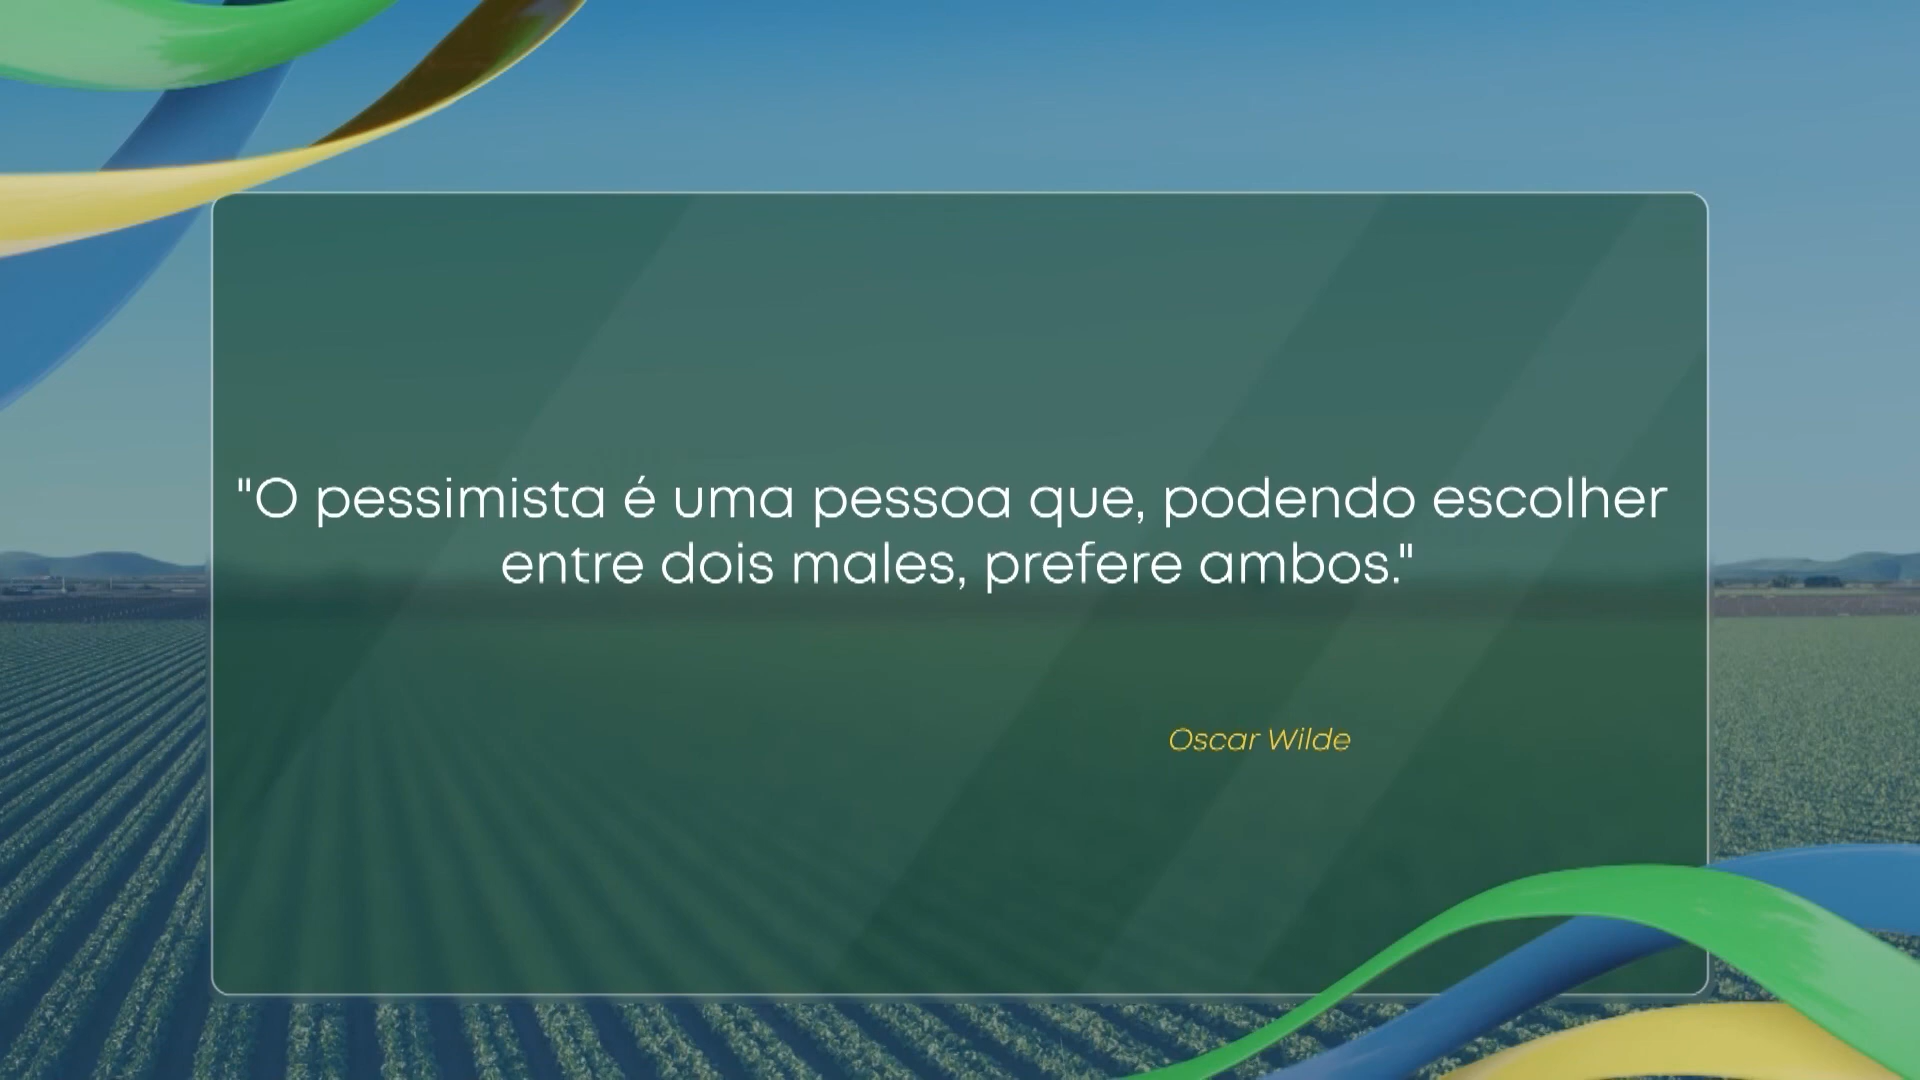 "O pessimista é uma pessoa que, podendo escolher
entre dois males, prefere ambos."
Oscar Wilde